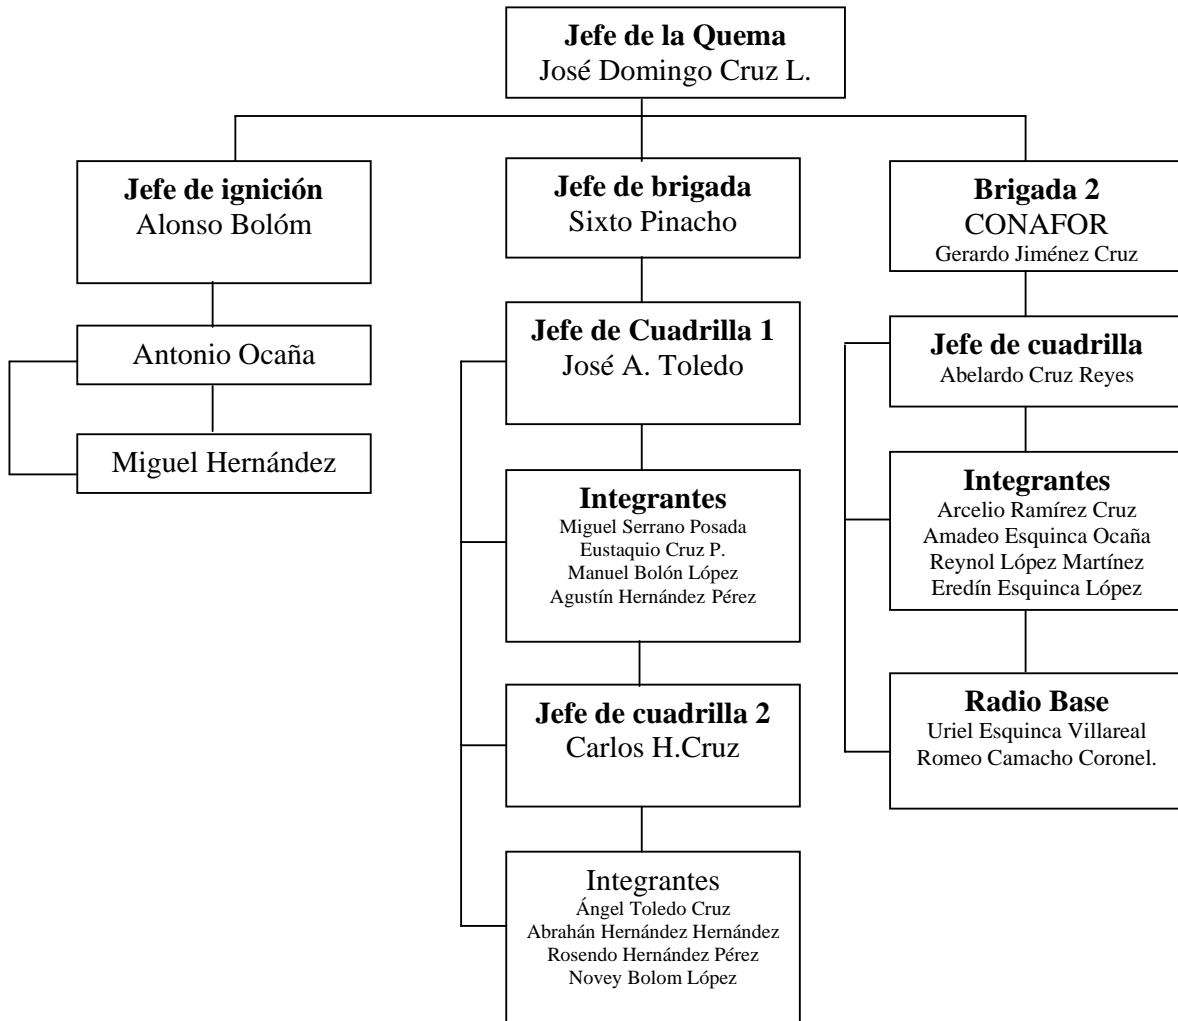 Jefe de la Quema
José Domingo Cruz L.
Jefe de ignición
Alonso Bolóm
Antonio Ocaña
Miguel Hernández
Jefe de brigada
Sixto Pinacho
Jefe de Cuadrilla 1
José A. Toledo
Integrantes
Miguel Serrano Posada
Eustaquio Cruz P.
Manuel Bolón López
Agustín Hernández Pérez
Jefe de cuadrilla 2
Carlos H.Cruz
Integrantes
Ángel Toledo Cruz
Abrahán Hernández Hernández
Rosendo Hernández Pérez
Novey Bolom López
Brigada 2
CONAFOR
Gerardo Jiménez Cruz
Jefe de cuadrilla
Abelardo Cruz Reyes
Integrantes
Arcelio Ramírez Cruz
Amadeo Esquinca Ocaña
Reynol López Martínez
Eredín Esquinca López
Radio Base
Uriel Esquinca Villareal
Romeo Camacho Coronel.